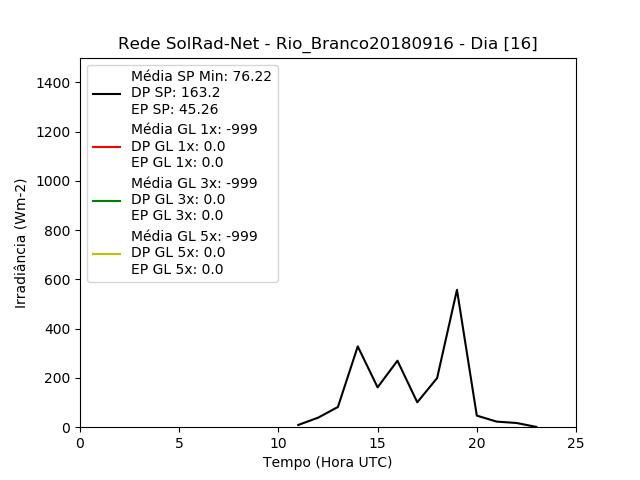 Rede SolRad-Net - Rio_Branco20180916 - Dia [16]
Média SP Min: 76.22
DP SP: 163.2
EP SP: 45.26
Média GL 1x: -999
DP GL 1x: 0.0
EP GL 1x: 0.0
Média GL 3x: -999
DP GL 3x: 0.0
EP GL 3x: 0.0
Média GL 5x: -999
DP GL 5x: 0.0
EP GL 5x: 0.0
Irradiância (Wm-2)
1400
1200
1000
800
600
400
200
0
0 5 10 15 20 25
Tempo (Hora UTC)